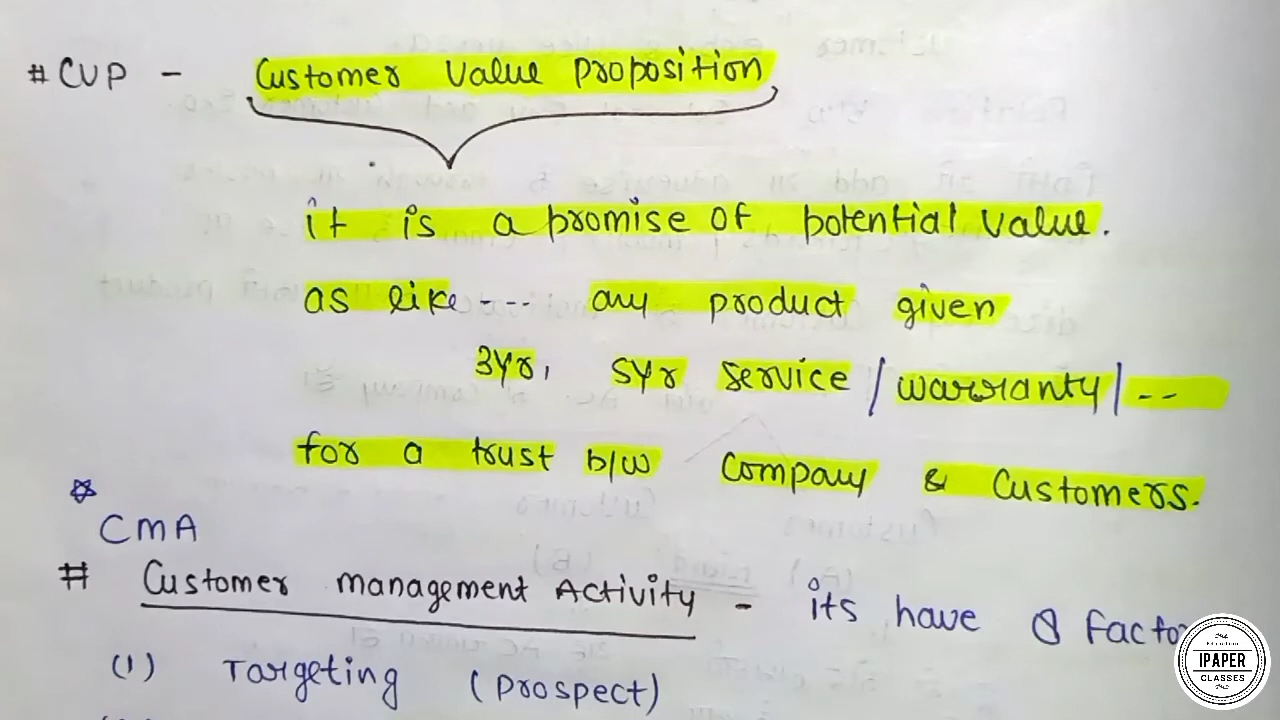 # CVP - Customer Value proposition
it is a promise of potential value.
as like --- any product given
3yr, 5yr service / warranty / --
for a trust b/w Company & Customers.
CMA
# Customer management Activity - its have 8 facto
(1) Targeting (prospect)
IPAPER
CLASSES